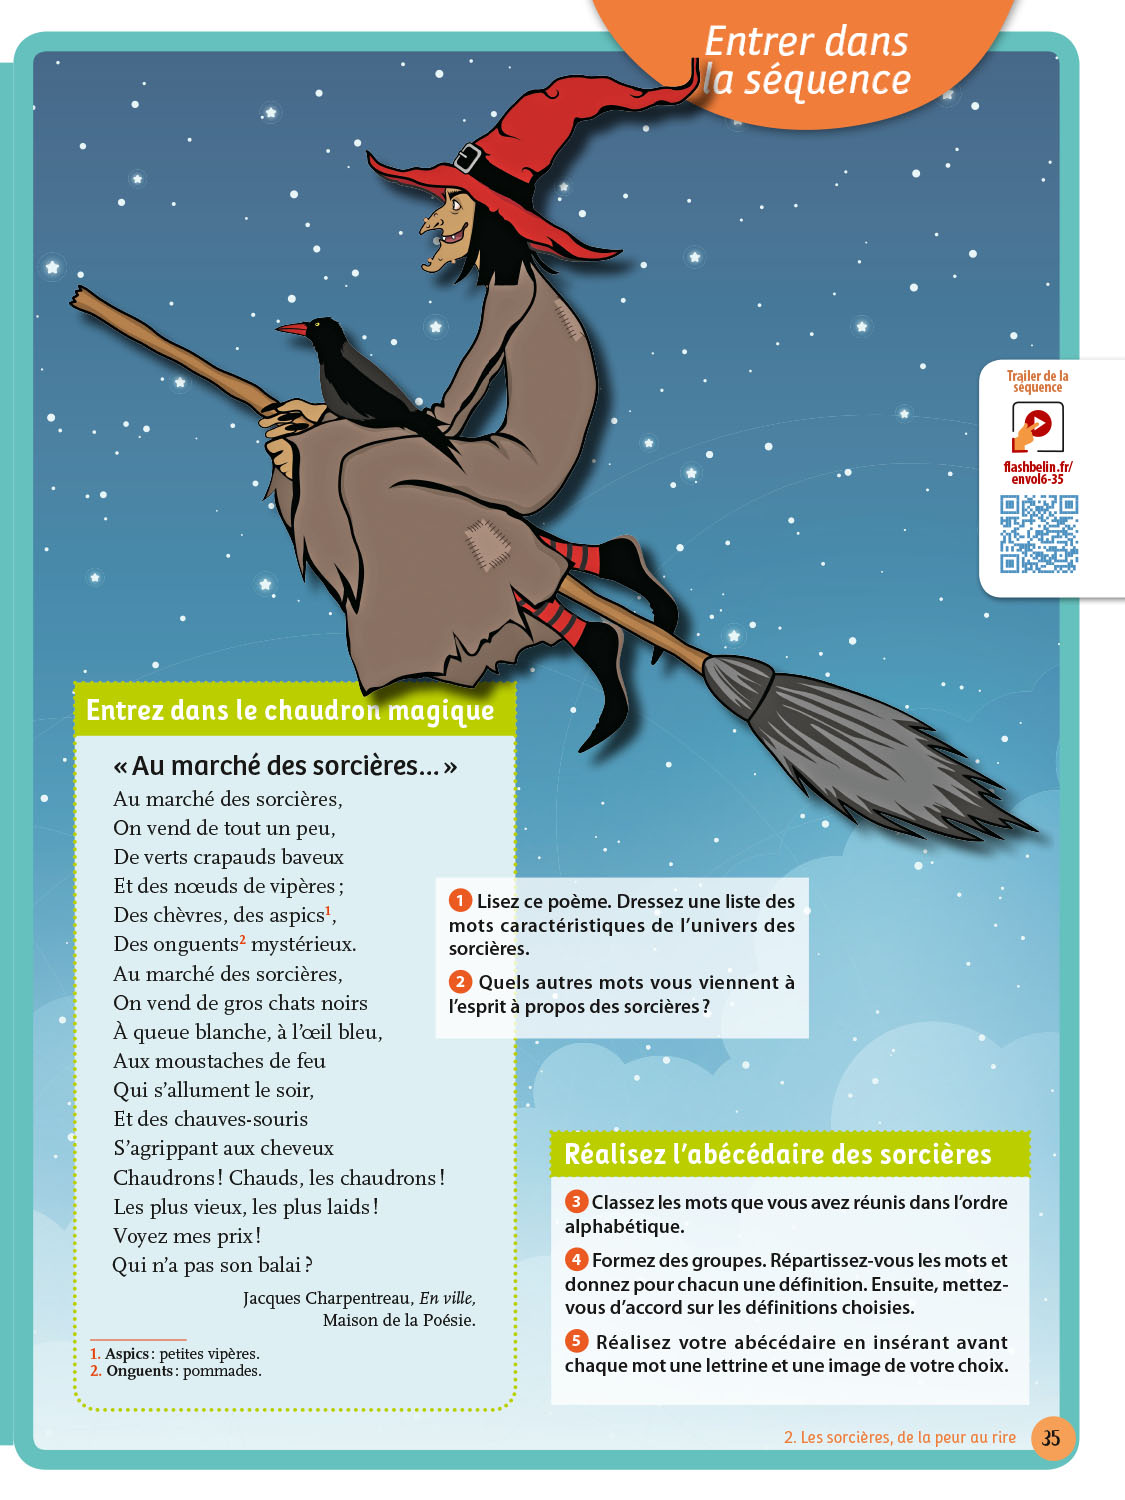 Entrer dans
la séquence
Trailer de la
séquence
flashbelin.fr/
envol6-35
Entrez dans le chaudron magique
« Au marché des sorcières... »
Au marché des sorcières,
On vend de tout un peu,
De verts crapauds baveux
Et des nœuds de vipères ;
Des chèvres, des aspics1,
Des onguents2 mystérieux.
Au marché des sorcières,
On vend de gros chats noirs
À queue blanche, à l'œil bleu,
Aux moustaches de feu
Qui s'allument le soir,
Et des chauves-souris
S'agrippant aux cheveux
Chaudrons ! Chauds, les chaudrons !
Les plus vieux, les plus laids !
Voyez mes prix !
Qui n'a pas son balai ?
Jacques Charpentreau, En ville,
Maison de la Poésie.
1. Aspics : petites vipères.
2. Onguents : pommades.
1 Lisez ce poème. Dressez une liste des
mots caractéristiques de l'univers des
sorcières.
2 Quels autres mots vous viennent à
l'esprit à propos des sorcières ?
Réalisez l'abécédaire des sorcières
3 Classez les mots que vous avez réunis dans l'ordre
alphabétique.
4 Formez des groupes. Répartissez-vous les mots et
donnez pour chacun une définition. Ensuite, mettez-
vous d'accord sur les définitions choisies.
5 Réalisez votre abécédaire en insérant avant
chaque mot une lettrine et une image de votre choix.
2. Les sorcières, de la peur au rire
35